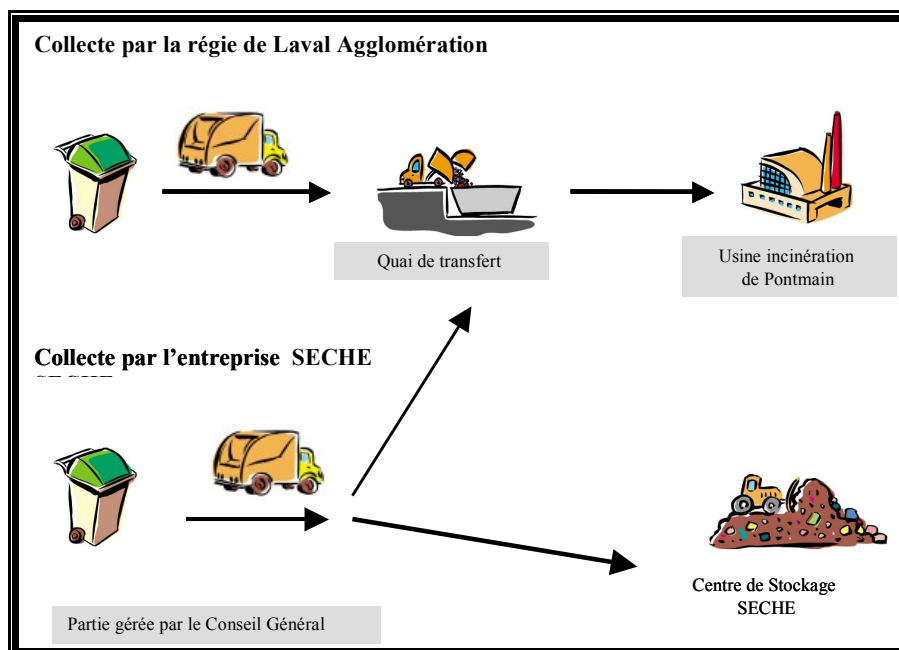 Collecte par la régie de Laval Agglomération
Quai de transfert
Usine incinération
de Pontmain
Collecte par l'entreprise SECHE
Centre de Stockage
SECHE
Partie gérée par le Conseil Général